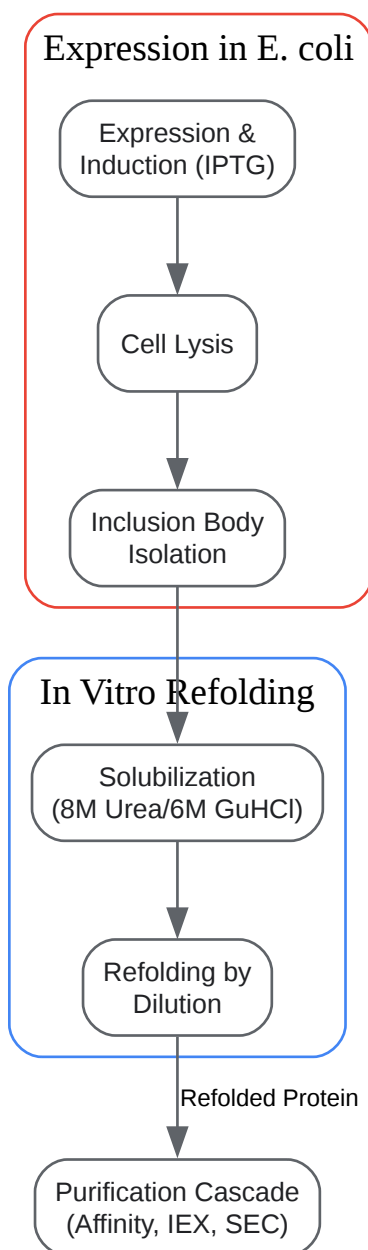 Expression in E. coli
Expression &
Induction (IPTG)
Cell Lysis
Inclusion Body
Isolation
In Vitro Refolding
Solubilization
(8M Urea/6M GuHCl)
Refolding by
Dilution
Refolded Protein
Purification Cascade
(Affinity, IEX, SEC)